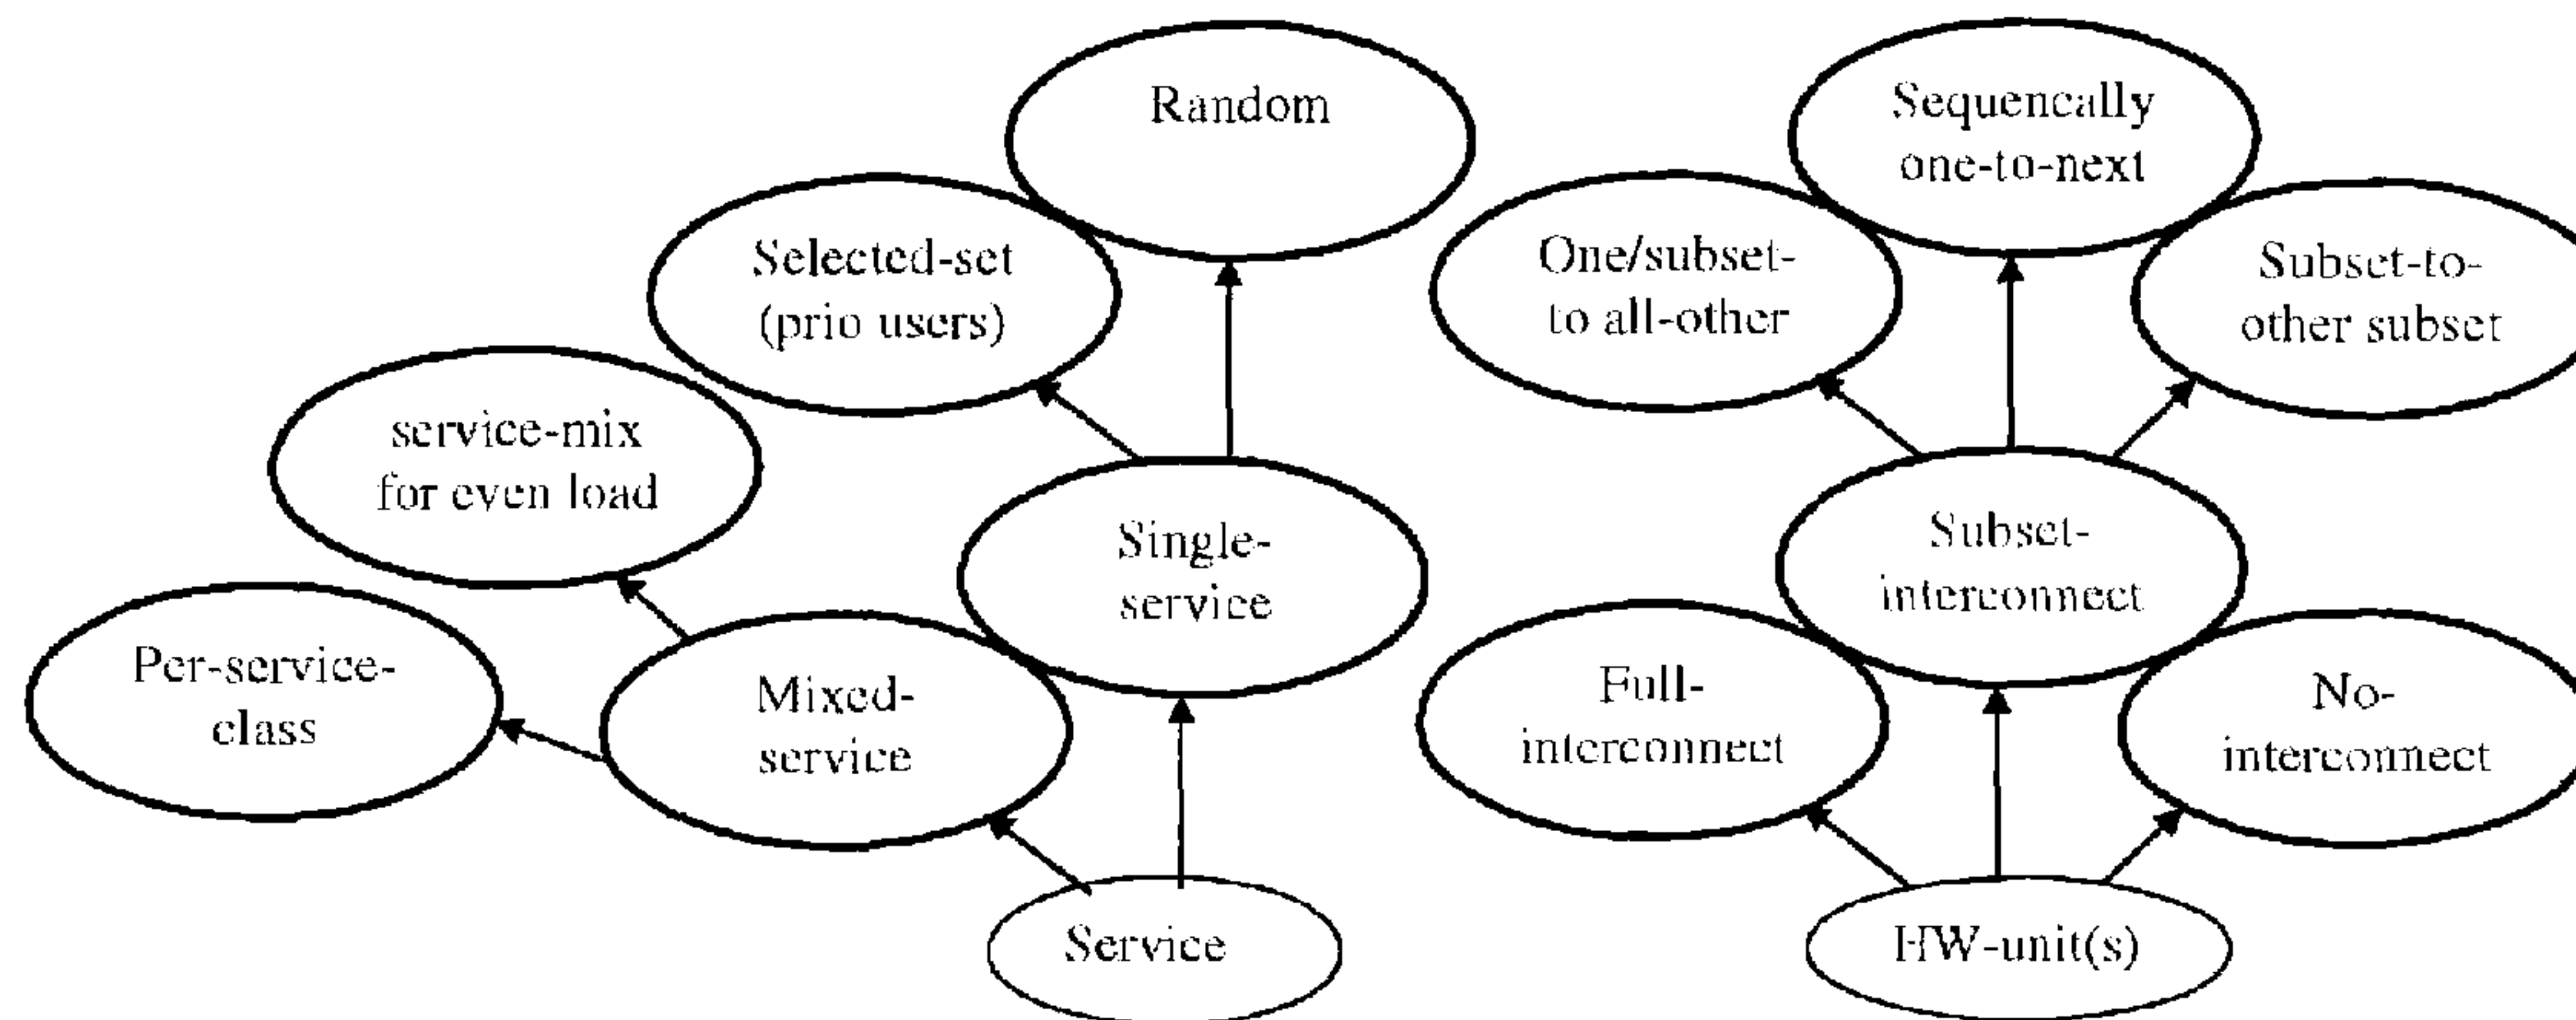 Random
Sequencally
one-to-next
Selected-set
(prio users)
One/subset-
to all-other
Subset-to-
other subset
service-mix
for even load
Single-
service
Subset-
interconnect
Per-service-
class
Mixed-
service
Full-
interconnect
No-
interconnect
Service
HW-unit(s)